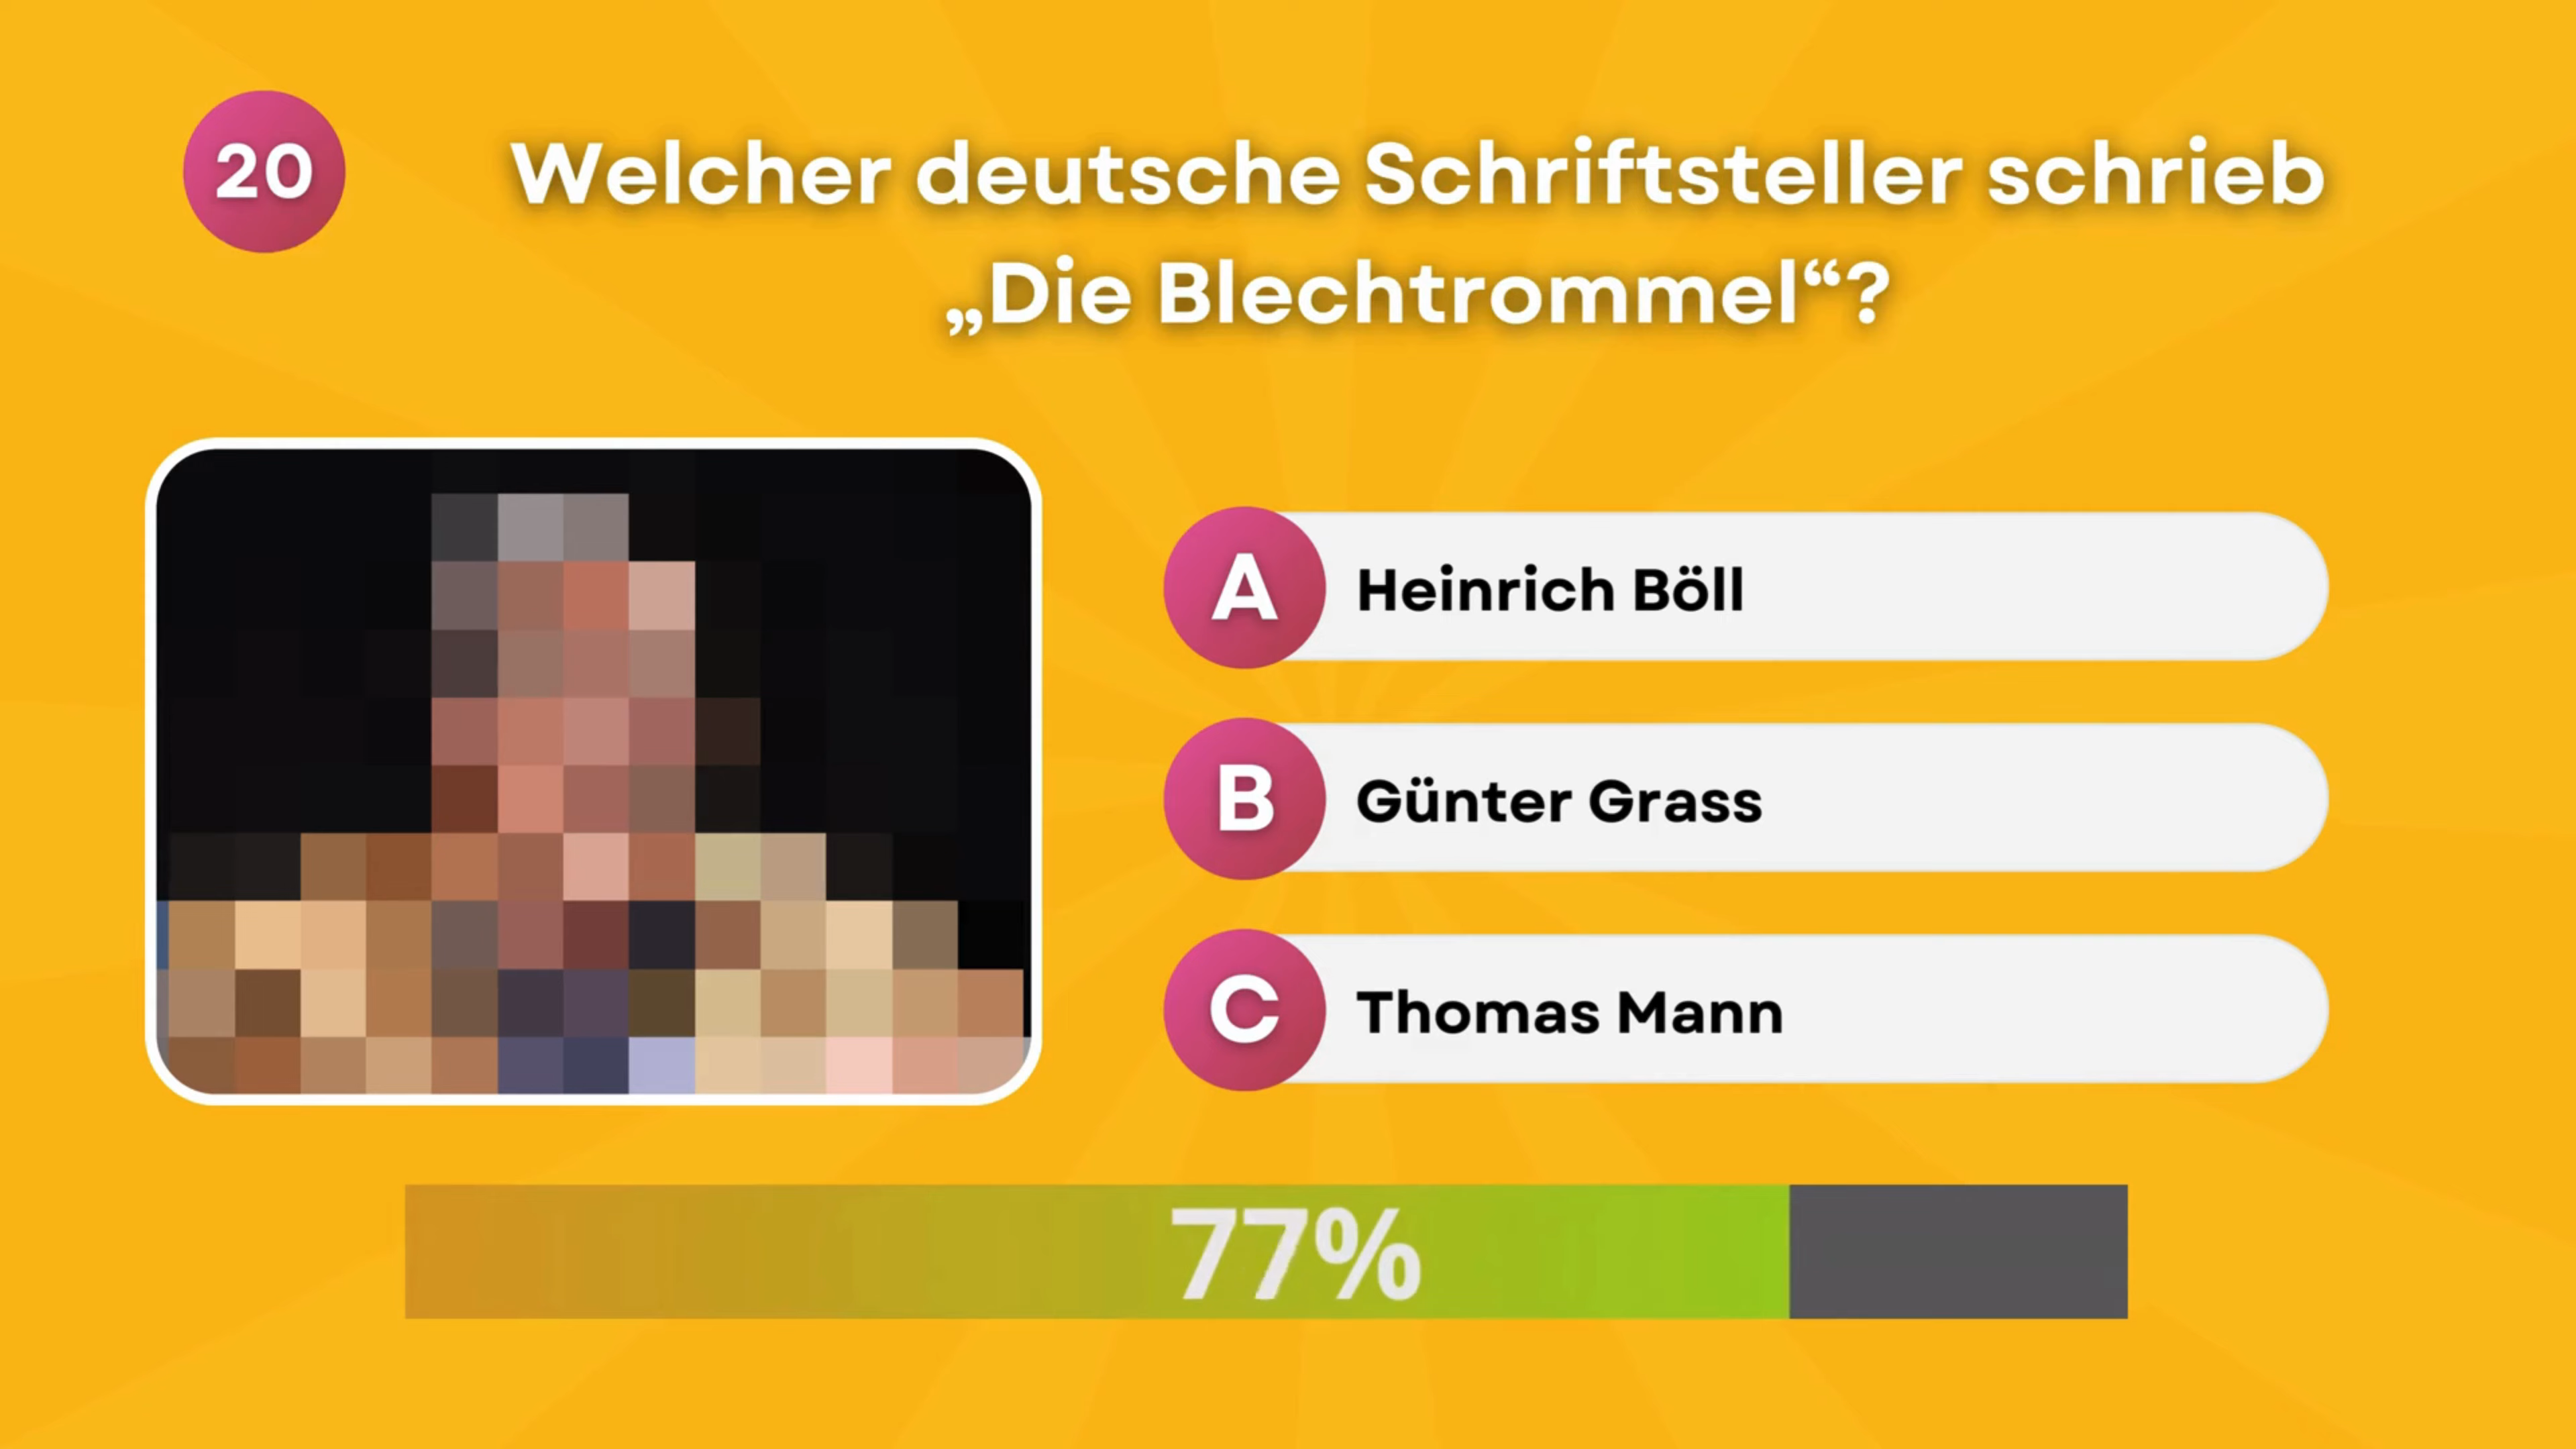 20
Welcher deutsche Schriftsteller schrieb
„Die Blechtrommel“?
A Heinrich Böll
B Günter Grass
C Thomas Mann
77%